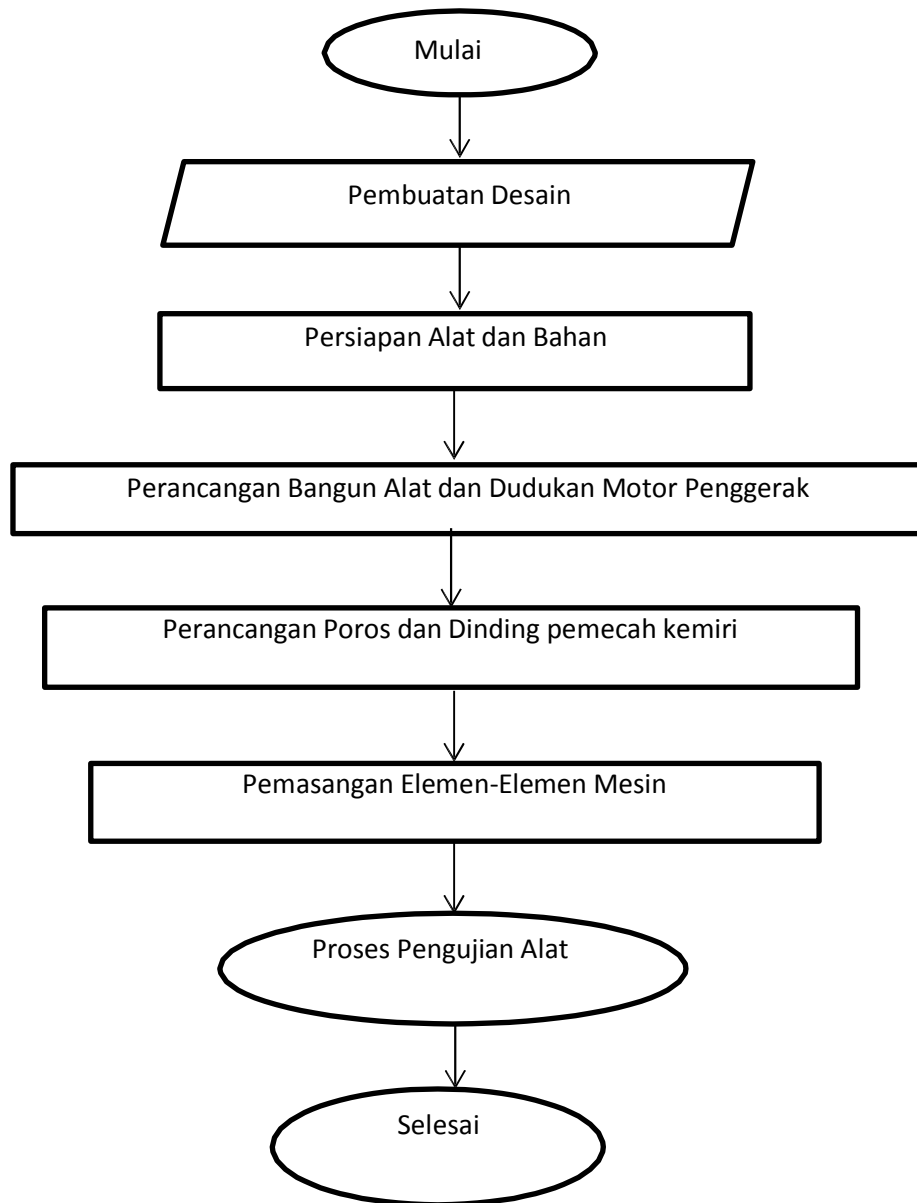 Mulai
Pembuatan Desain
Persiapan Alat dan Bahan
Perancangan Bangun Alat dan Dudukan Motor Penggerak
Perancangan Poros dan Dinding pemecah kemiri
Pemasangan Elemen-Elemen Mesin
Proses Pengujian Alat
Selesai